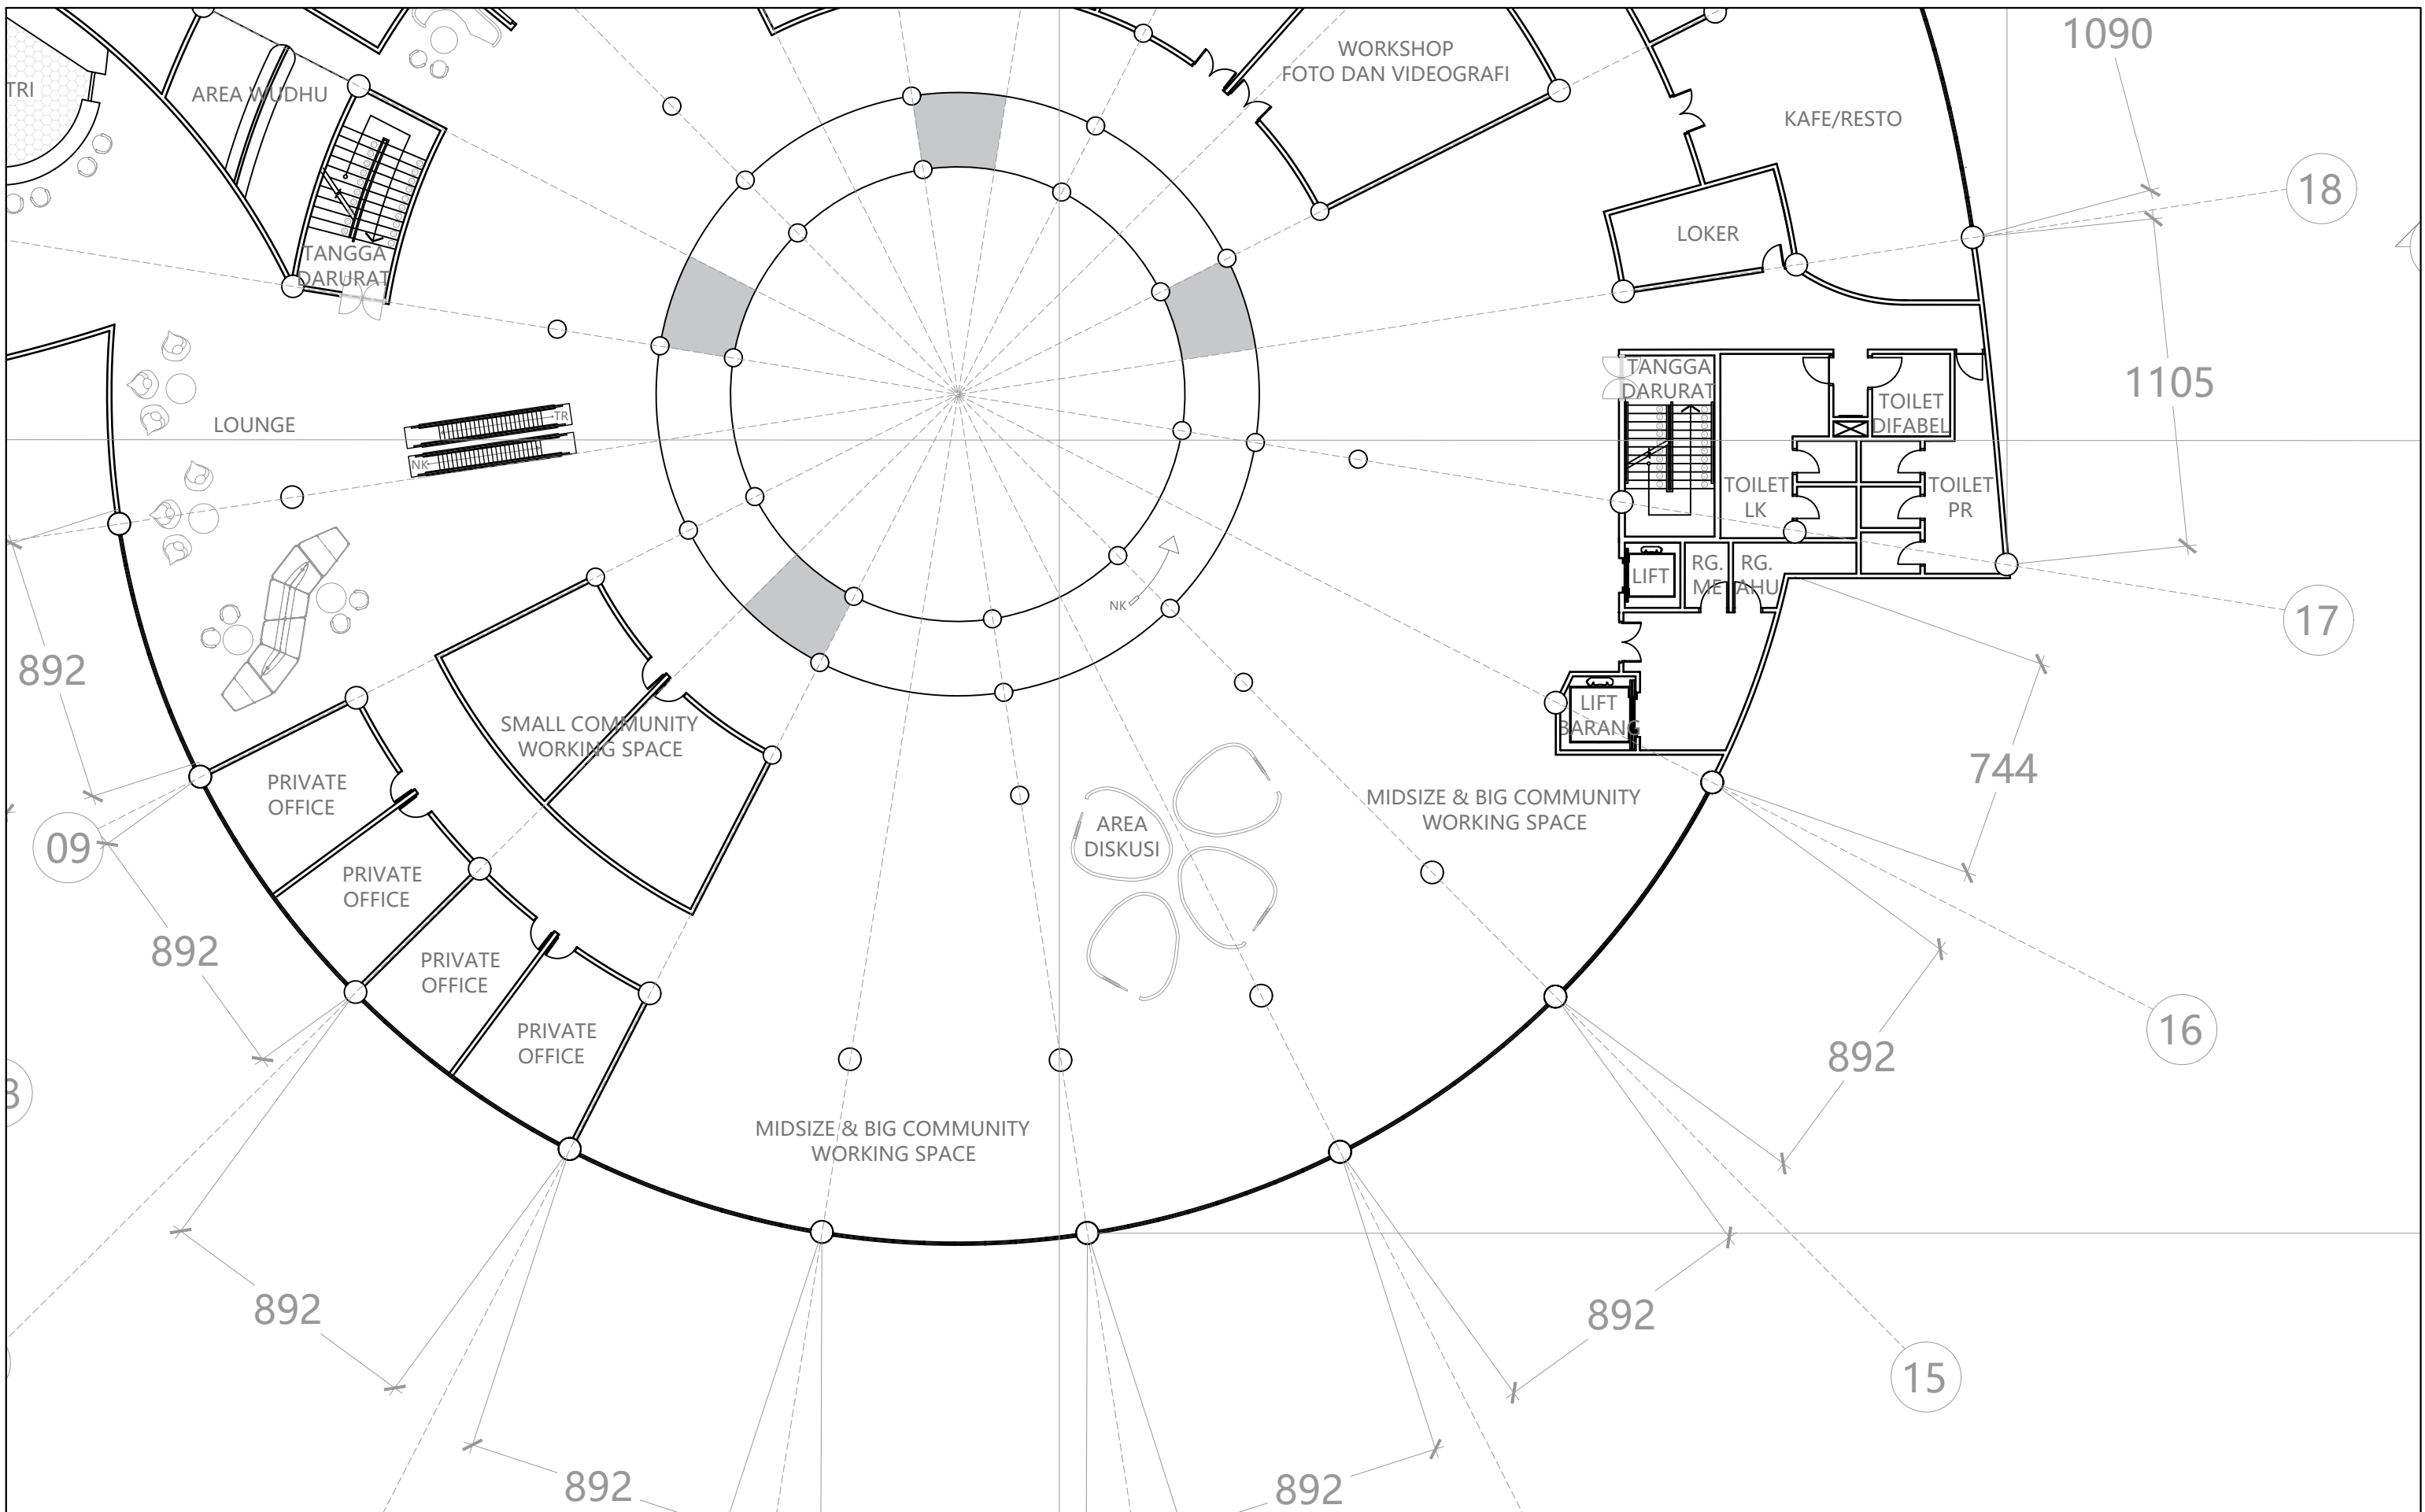 1090
WORKSHOP
FOTO DAN VIDEOGRAFI
TRI
AREA WUDHU
KAFE/RESTO
18
LOKER
TANGGA
DARURAT
TANGGA
DARURAT
1105
TOILET
DIFABEL
LOUNGE
TR
NK
TOILET
LK
TOILET
PR
LIFT
RG.
ME
RG.
AHU
NK
17
892
LIFT
BARANG
SMALL COMMUNITY
WORKING SPACE
744
PRIVATE
OFFICE
MIDSIZE & BIG COMMUNITY
WORKING SPACE
AREA
DISKUSI
09
PRIVATE
OFFICE
892
PRIVATE
OFFICE
16
PRIVATE
OFFICE
892
MIDSIZE & BIG COMMUNITY
WORKING SPACE
892
892
15
892
892